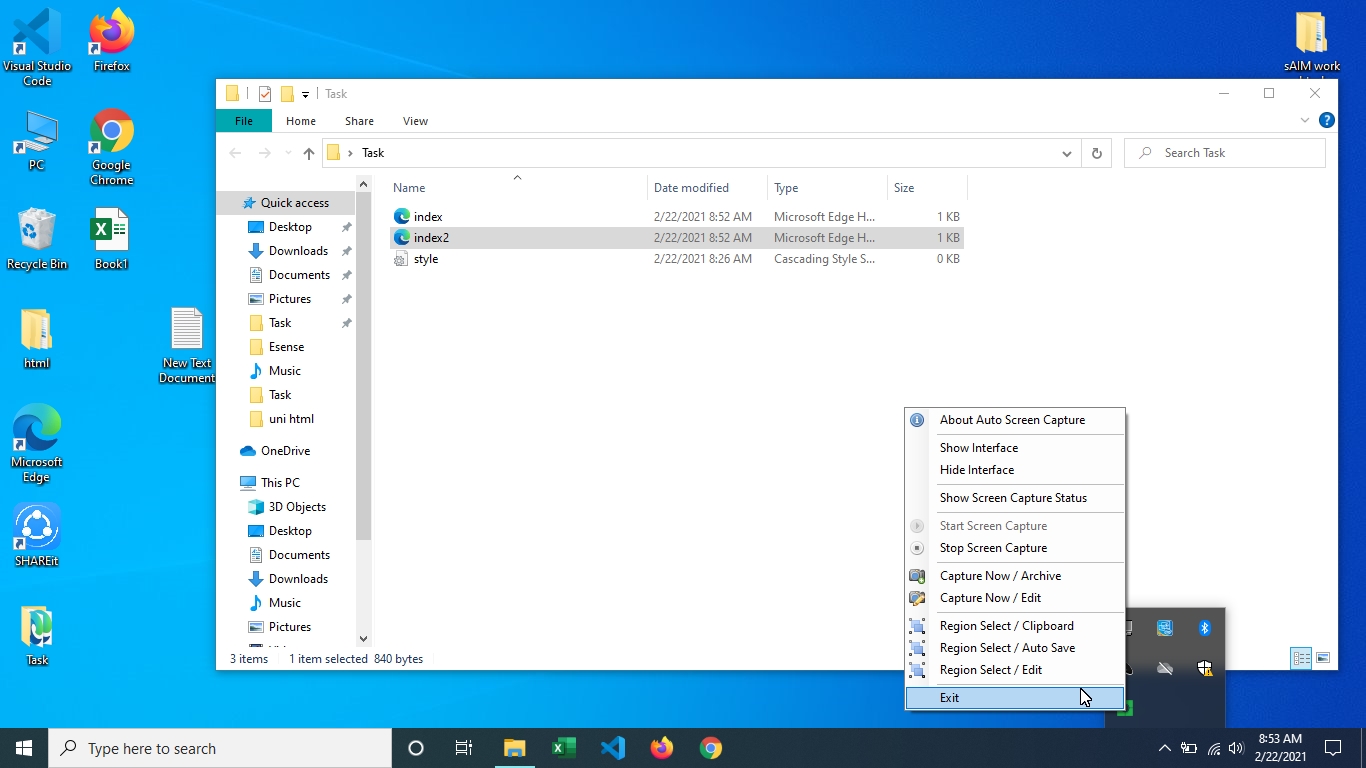 Visual Studio
Code
Firefox
PC
Google
Chrome
Recycle Bin
Book1
html
New Text
Document
Microsoft
Edge
SHAREit
Task
sAIM work
Task
File
Home
Share
View
Task
Search Task
Name
Date modified
Type
Size
index
2/22/2021 8:52 AM
Microsoft Edge H...
1 KB
index2
2/22/2021 8:52 AM
Microsoft Edge H...
1 KB
style
2/22/2021 8:26 AM
Cascading Style S...
0 KB
Quick access
Desktop
Downloads
Documents
Pictures
Task
Esense
Music
Task
uni html
OneDrive
This PC
3D Objects
Desktop
Documents
Downloads
Music
Pictures
3 items
1 item selected 840 bytes
About Auto Screen Capture
Show Interface
Hide Interface
Show Screen Capture Status
Start Screen Capture
Stop Screen Capture
Capture Now / Archive
Capture Now / Edit
Region Select / Clipboard
Region Select / Auto Save
Region Select / Edit
Exit
Type here to search
8:53 AM
2/22/2021